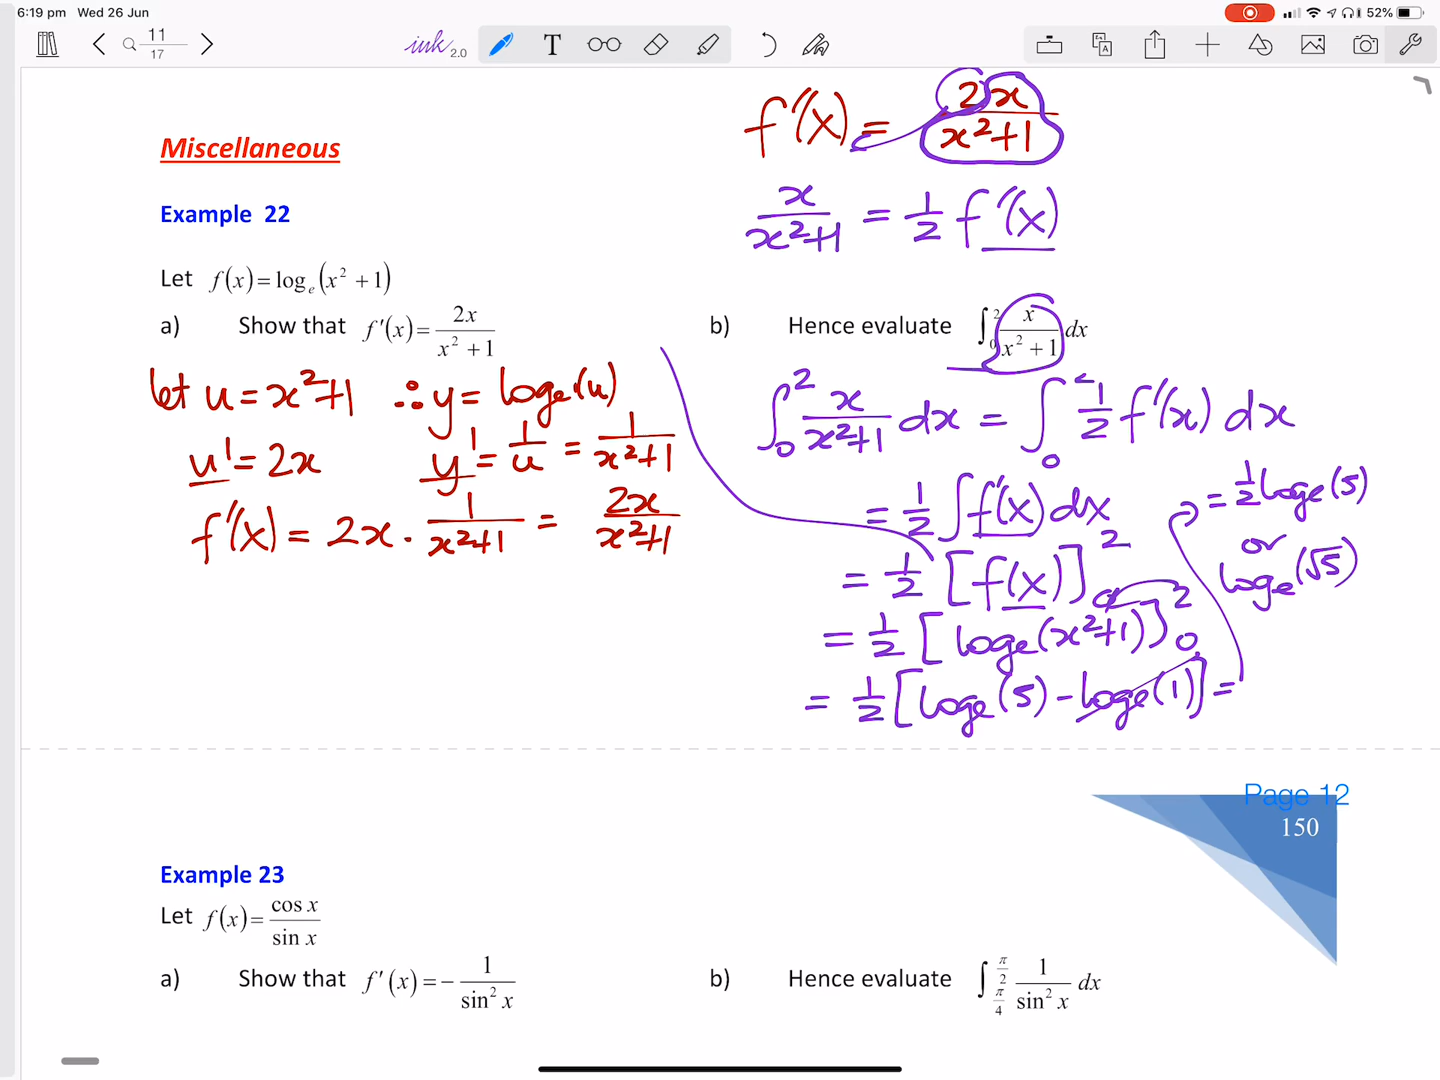 6:19 pm Wed 26 Jun
52%
11
17
ink 2.0
T
f'(x) = 2x / x²+1
Miscellaneous
x / x²+1 = 1/2 f'(x)
Example 22
Let f(x) = logₑ(x² + 1)
a) Show that f'(x) = 2x / x² + 1
b) Hence evaluate ∫₀² x / x² + 1 dx
let u = x²+1 ∴ y = logₑ(u)
u' = 2x y' = 1/u = 1 / x²+1
f'(x) = 2x · 1 / x²+1 = 2x / x²+1
∫₀² x / x²+1 dx = ∫₀² 1/2 f'(x) dx
= 1/2 ∫ f'(x) dx
= 1/2 [f(x)]₀²
= 1/2 [logₑ(x²+1)]₀²
= 1/2 [logₑ(5) - logₑ(1)] =
= 1/2 logₑ(5)
or
logₑ(√5)
Page 12
150
Example 23
Let f(x) = cos x / sin x
a) Show that f'(x) = - 1 / sin² x
b) Hence evaluate ∫ π/4 π/2 1 / sin² x dx